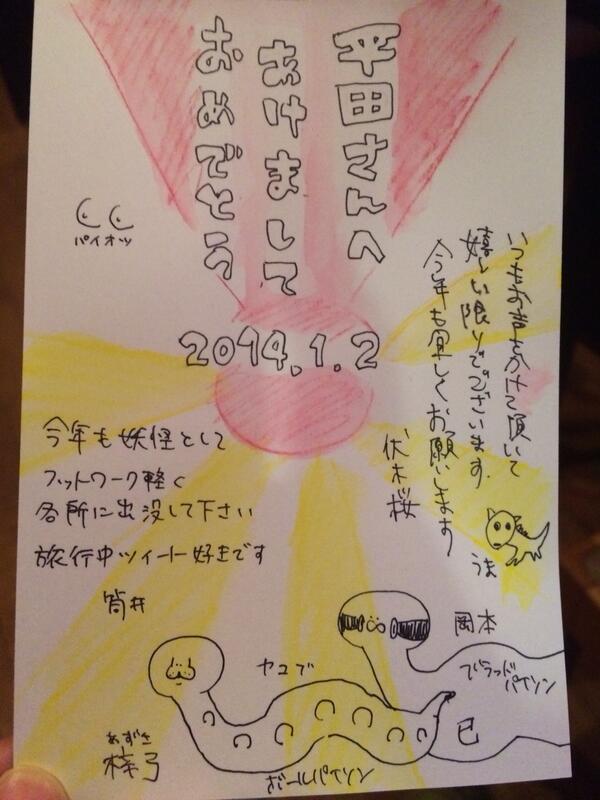 平田さんへ
あけまして
おめでとう
2014.1.2
パイオツ
いつもお声をかけて頂いて
嬉しい限りでございます。
今年も宜しくお願いします
伏木桜
うま
今年も妖怪として
フットワーク軽く
各所に出没して下さい
旅行中ツイート好きです
筒井
岡本
ブラッドパイソン
ヤユブ
巳
あずさ
梓弓
ボールパイソン